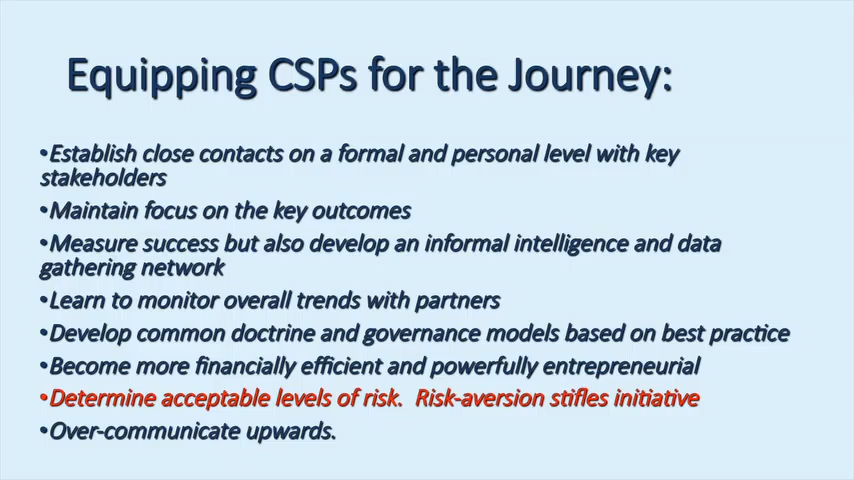 Equipping CSPs for the Journey:
•Establish close contacts on a formal and personal level with key
stakeholders
•Maintain focus on the key outcomes
•Measure success but also develop an informal intelligence and data
gathering network
•Learn to monitor overall trends with partners
•Develop common doctrine and governance models based on best practice
•Become more financially efficient and powerfully entrepreneurial
•Determine acceptable levels of risk.  Risk-aversion stifles initiative
•Over-communicate upwards.